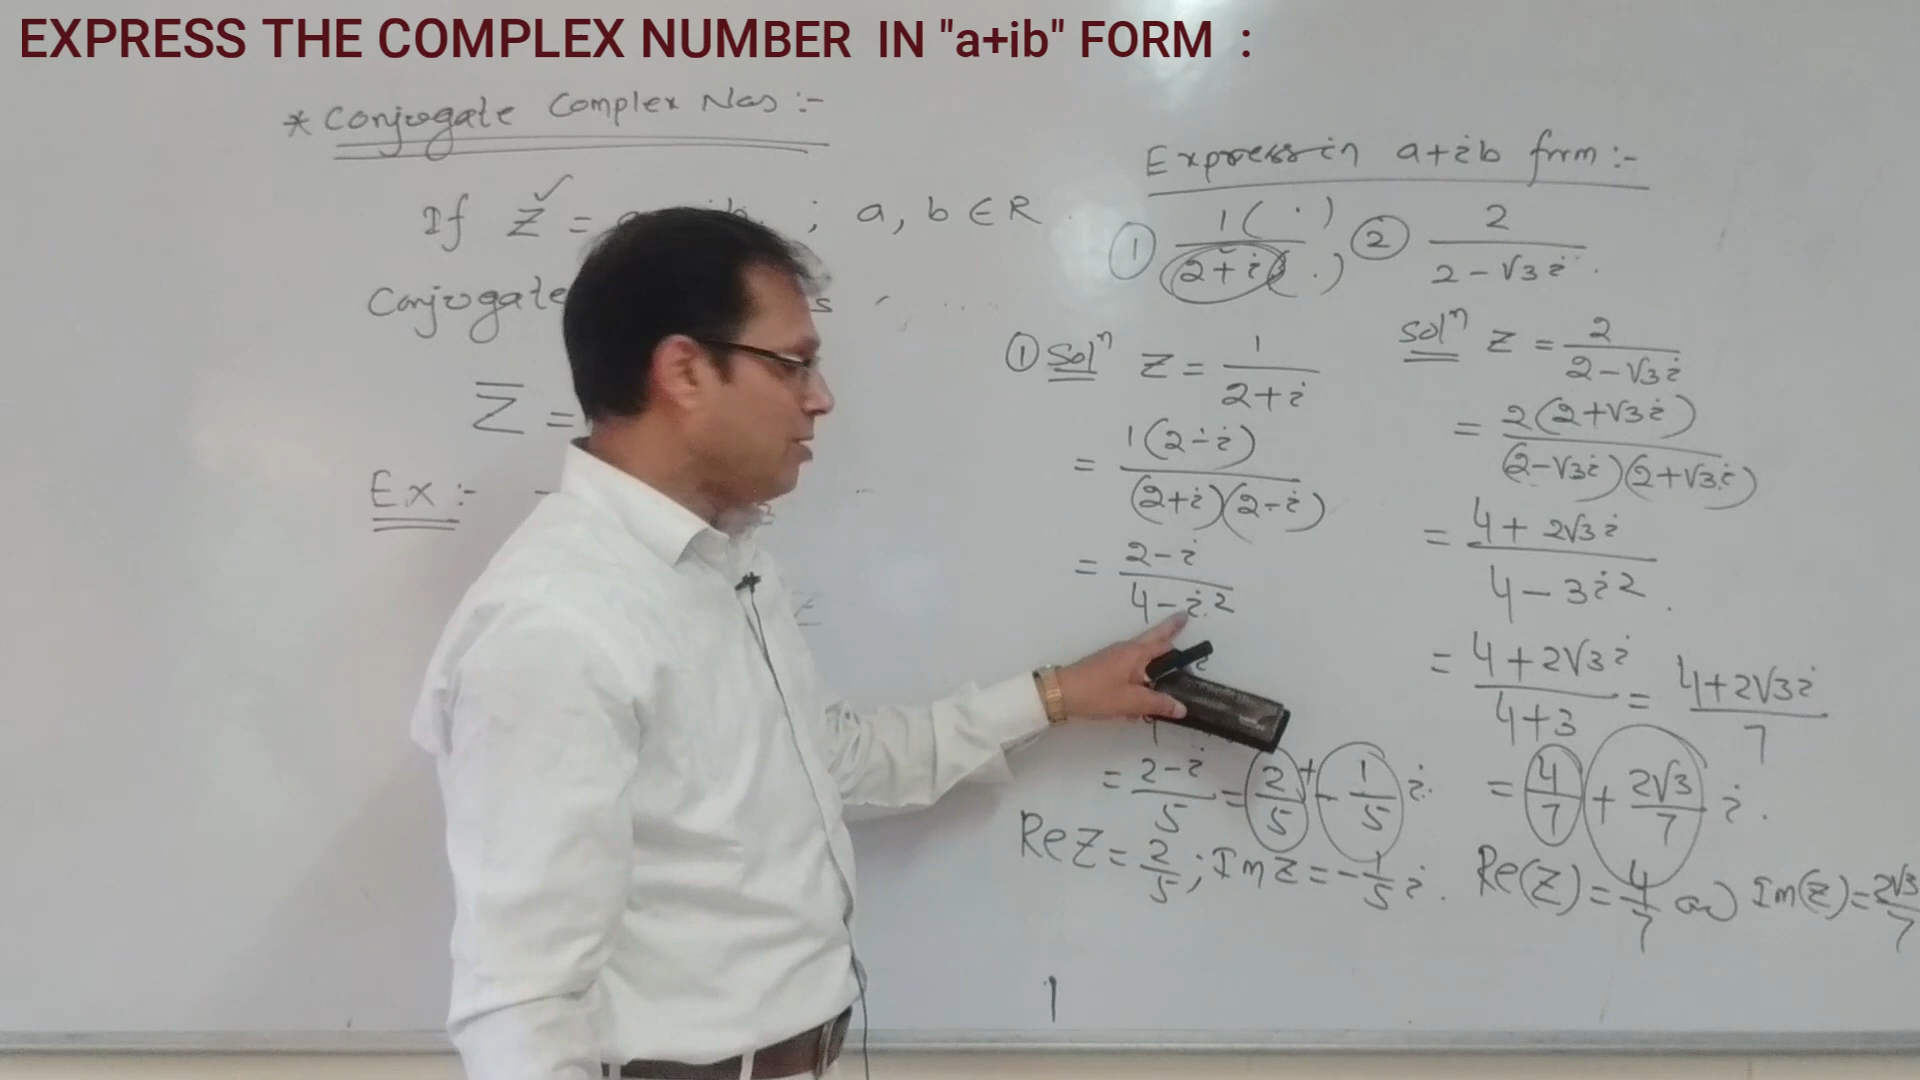 EXPRESS THE COMPLEX NUMBER IN "a+ib" FORM :
* Conjugate Complex Nos :-
If z =
; a, b ∈ R
Conjugate
z̅ =
Ex :-
Express in a+ib form :-
① 1( · ) / (2+i)( · )
② 2 / 2-√3i
① Solⁿ z = 1 / 2+i
= 1(2-i) / (2+i)(2-i)
= 2-i / 4-i²
= 2-i / 5 = 2/5 + - 1/5 i
Re z = 2/5 ; Im z = -1/5 i.
Solⁿ z = 2 / 2-√3i
= 2(2+√3i) / (2-√3i)(2+√3i)
= 4+2√3i / 4-3i²
= 4+2√3i / 4+3 = 4+2√3i / 7
= 4/7 + 2√3/7 i.
Re(z) = 4/7 Im(z) = 2√3/7
1